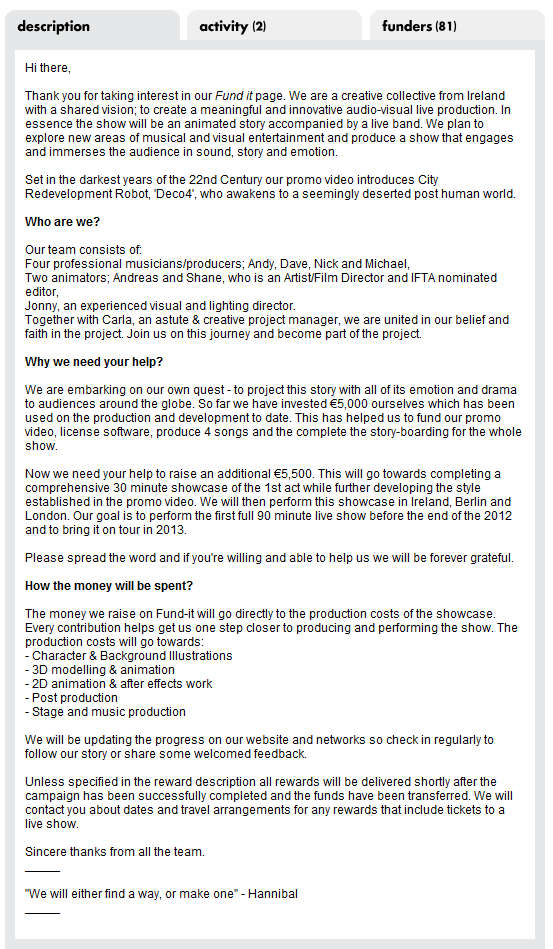 description
activity (2)
funders (81)
Hi there,
Thank you for taking interest in our Fund it page. We are a creative collective from Ireland
with a shared vision; to create a meaningful and innovative audio-visual live production. In
essence the show will be an animated story accompanied by a live band. We plan to
explore new areas of musical and visual entertainment and produce a show that engages
and immerses the audience in sound, story and emotion.
Set in the darkest years of the 22nd Century our promo video introduces City
Redevelopment Robot, 'Deco4', who awakens to a seemingly deserted post human world.
Who are we?
Our team consists of:
Four professional musicians/producers; Andy, Dave, Nick and Michael,
Two animators; Andreas and Shane, who is an Artist/Film Director and IFTA nominated
editor,
Jonny, an experienced visual and lighting director.
Together with Carla, an astute & creative project manager, we are united in our belief and
faith in the project. Join us on this journey and become part of the project.
Why we need your help?
We are embarking on our own quest - to project this story with all of its emotion and drama
to audiences around the globe. So far we have invested €5,000 ourselves which has been
used on the production and development to date. This has helped us to fund our promo
video, license software, produce 4 songs and the complete the story-boarding for the whole
show.
Now we need your help to raise an additional €5,500. This will go towards completing a
comprehensive 30 minute showcase of the 1st act while further developing the style
established in the promo video. We will then perform this showcase in Ireland, Berlin and
London. Our goal is to perform the first full 90 minute live show before the end of the 2012
and to bring it on tour in 2013.
Please spread the word and if you're willing and able to help us we will be forever grateful.
How the money will be spent?
The money we raise on Fund-it will go directly to the production costs of the showcase.
Every contribution helps get us one step closer to producing and performing the show. The
production costs will go towards:
- Character & Background Illustrations
- 3D modelling & animation
- 2D animation & after effects work
- Post production
- Stage and music production
We will be updating the progress on our website and networks so check in regularly to
follow our story or share some welcomed feedback.
Unless specified in the reward description all rewards will be delivered shortly after the
campaign has been successfully completed and the funds have been transferred. We will
contact you about dates and travel arrangements for any rewards that include tickets to a
live show.
Sincere thanks from all the team.
_____
"We will either find a way, or make one" - Hannibal
_____